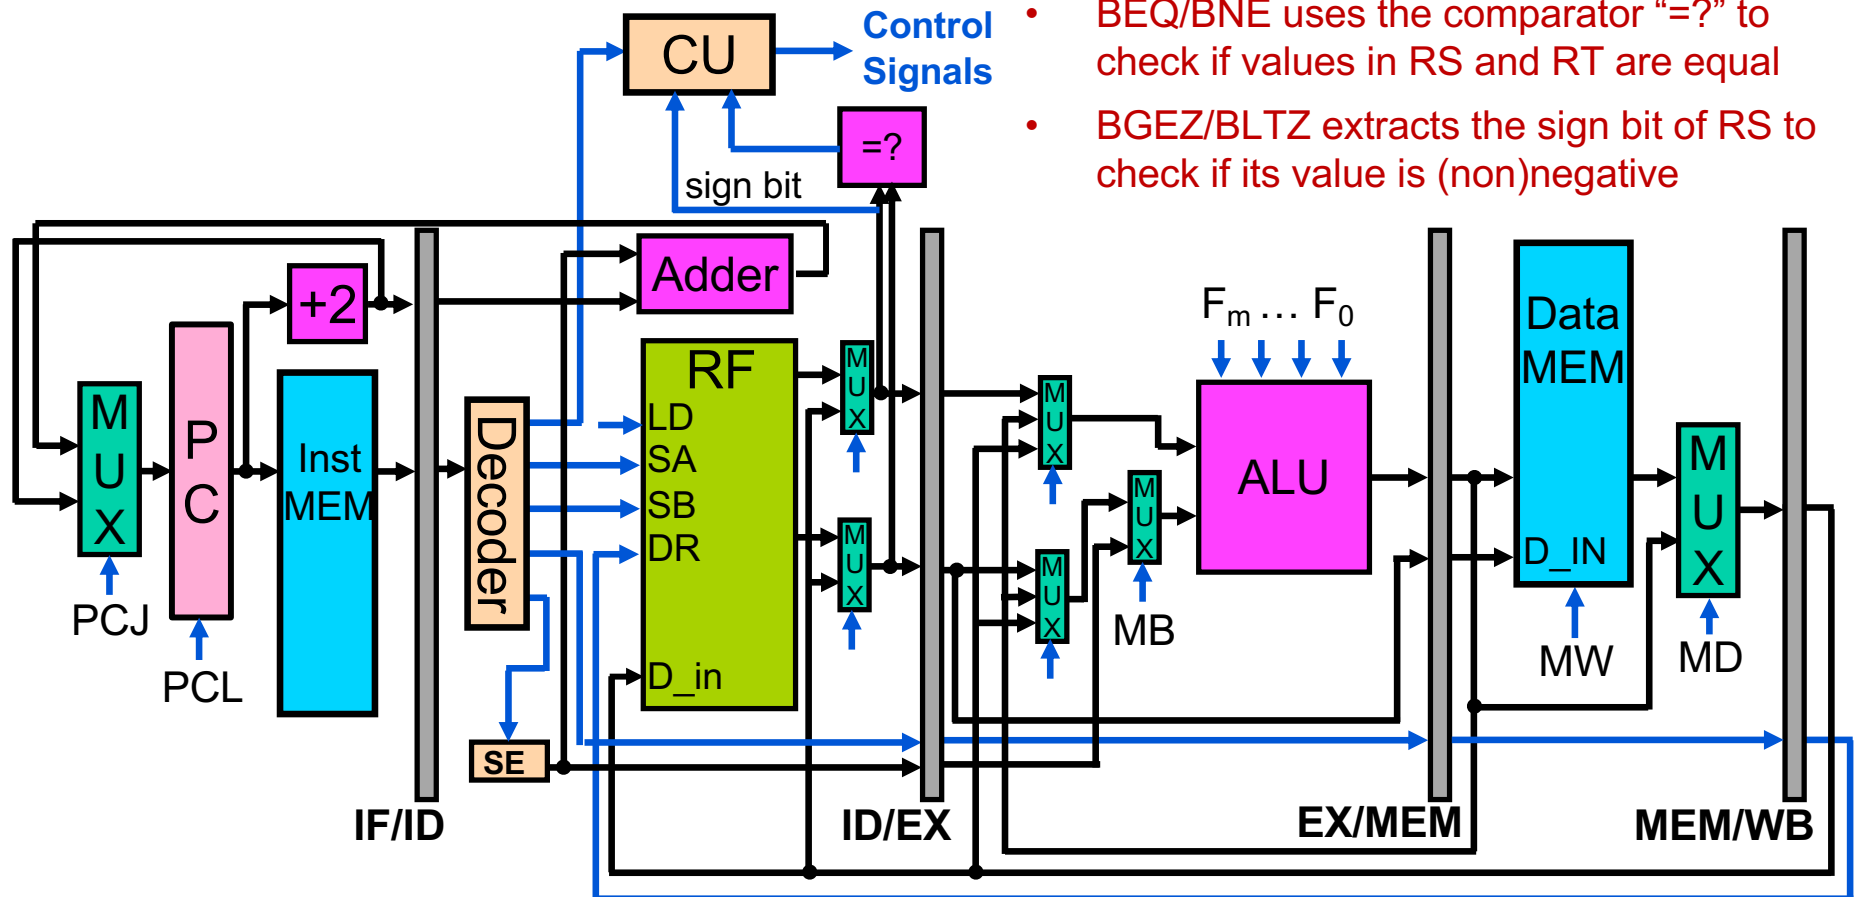 CU
Control
Signals
• BEQ/BNE uses the comparator “=?” to
check if values in RS and RT are equal
• BGEZ/BLTZ extracts the sign bit of RS to
check if its value is (non)negative
=?
sign bit
+2
Adder
MUX
PC
Inst
MEM
Decoder
RF
LD
SA
SB
DR
D_in
MUX
MUX
MUX
MUX
MUX
Fm … F0
ALU
Data
MEM
D_IN
MUX
PCJ
PCL
SE
MB
MW
MD
IF/ID
ID/EX
EX/MEM
MEM/WB